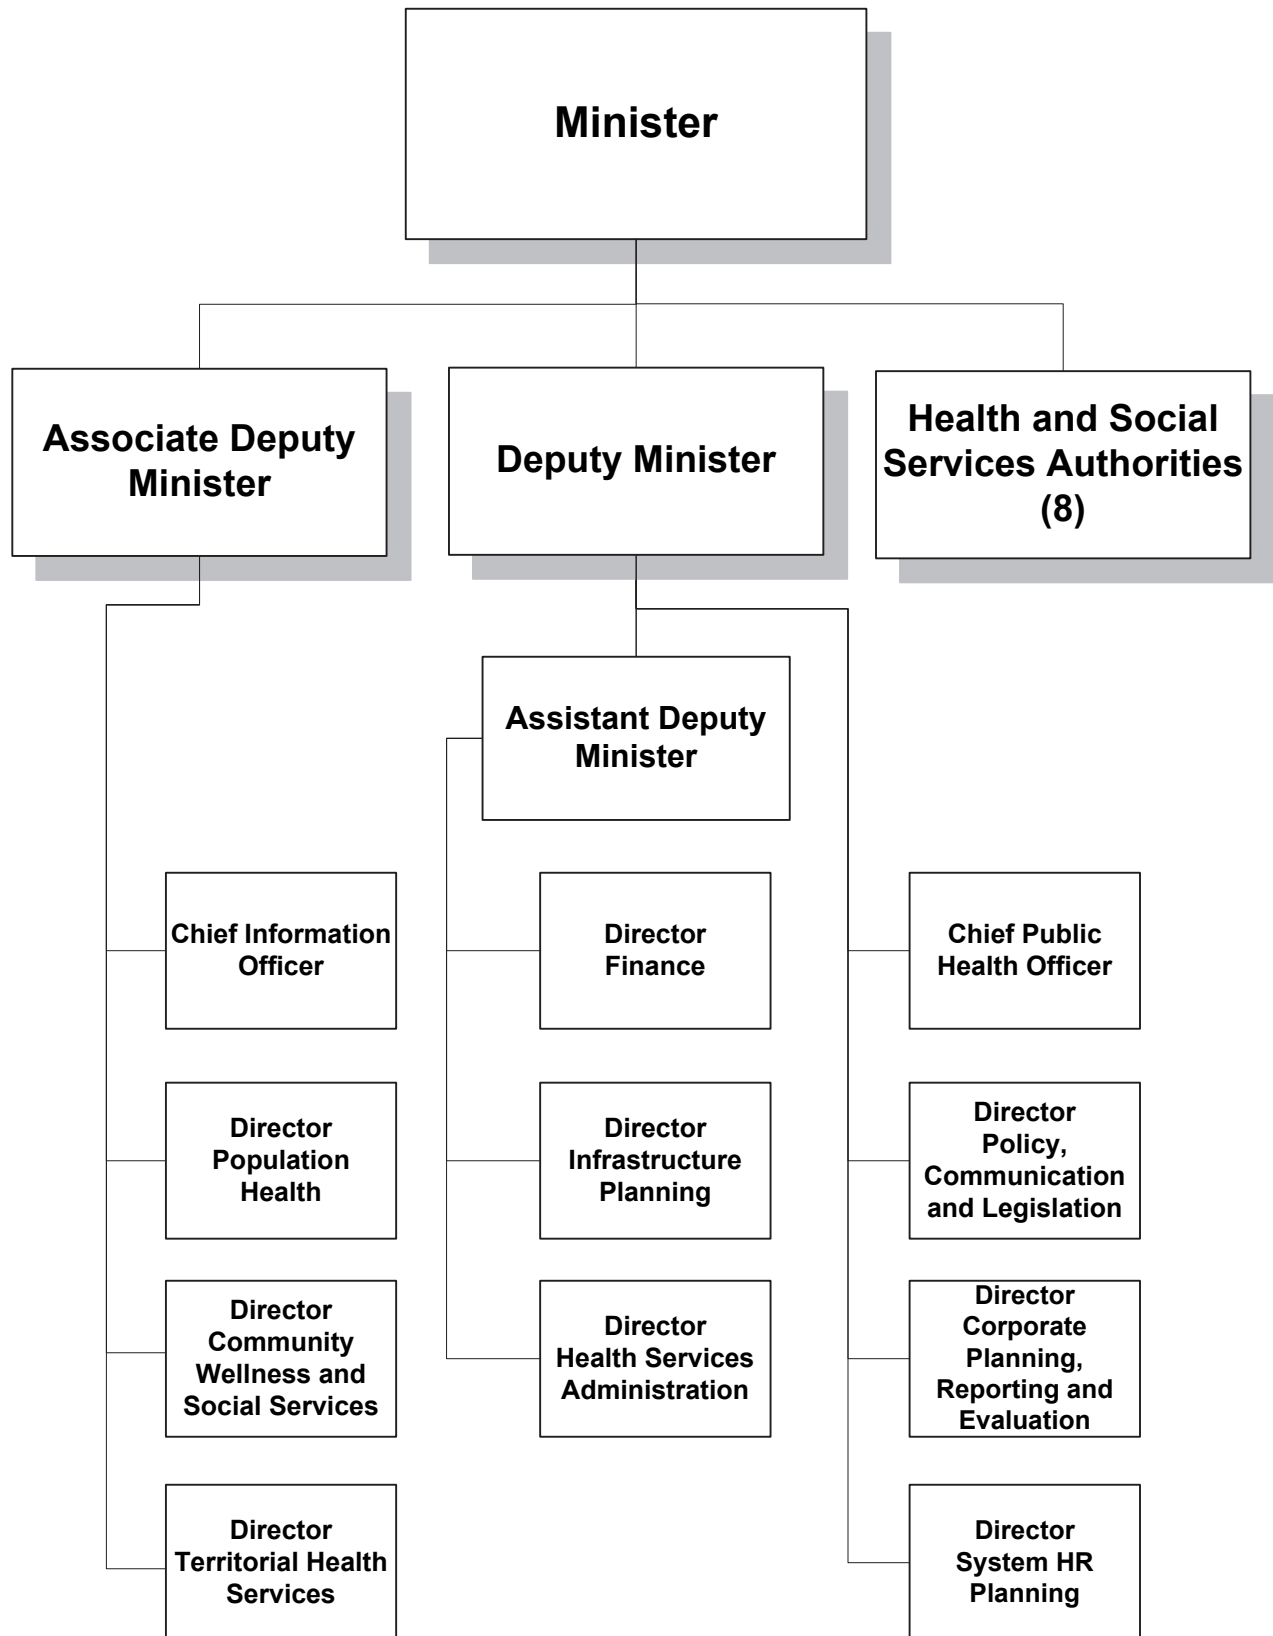 Minister
Associate Deputy
Minister
Deputy Minister
Health and Social
Services Authorities
(8)
Assistant Deputy
Minister
Chief Information
Officer
Director
Finance
Chief Public
Health Officer
Director
Population
Health
Director
Infrastructure
Planning
Director
Policy,
Communication
and Legislation
Director
Community
Wellness and
Social Services
Director
Health Services
Administration
Director
Corporate
Planning,
Reporting and
Evaluation
Director
Territorial Health
Services
Director
System HR
Planning